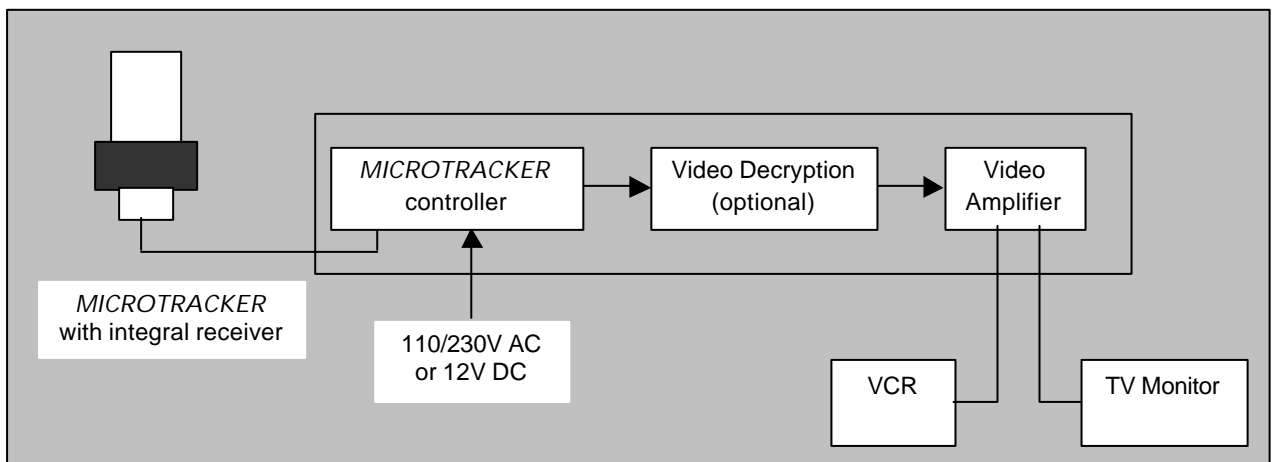 MICROTRACKER
controller
Video Decryption
(optional)
Video
Amplifier
MICROTRACKER
with integral receiver
110/230V AC
or 12V DC
VCR
TV Monitor